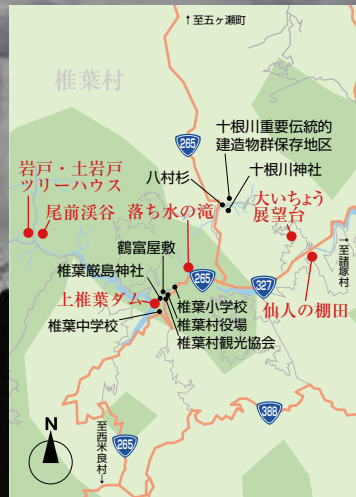 ↑至五ヶ瀬町
椎葉村
265
十根川重要伝統的
建造物群保存地区
岩戸・土岩戸
ツリーハウス
八村杉
十根川神社
尾前渓谷
落ち水の滝
大いちょう
展望台
鶴富屋敷
265
→至諸塚村
椎葉厳島神社
327
上椎葉ダム
椎葉小学校
仙人の棚田
椎葉中学校
椎葉村役場
椎葉村観光協会
388
N
265
至西米良村↓